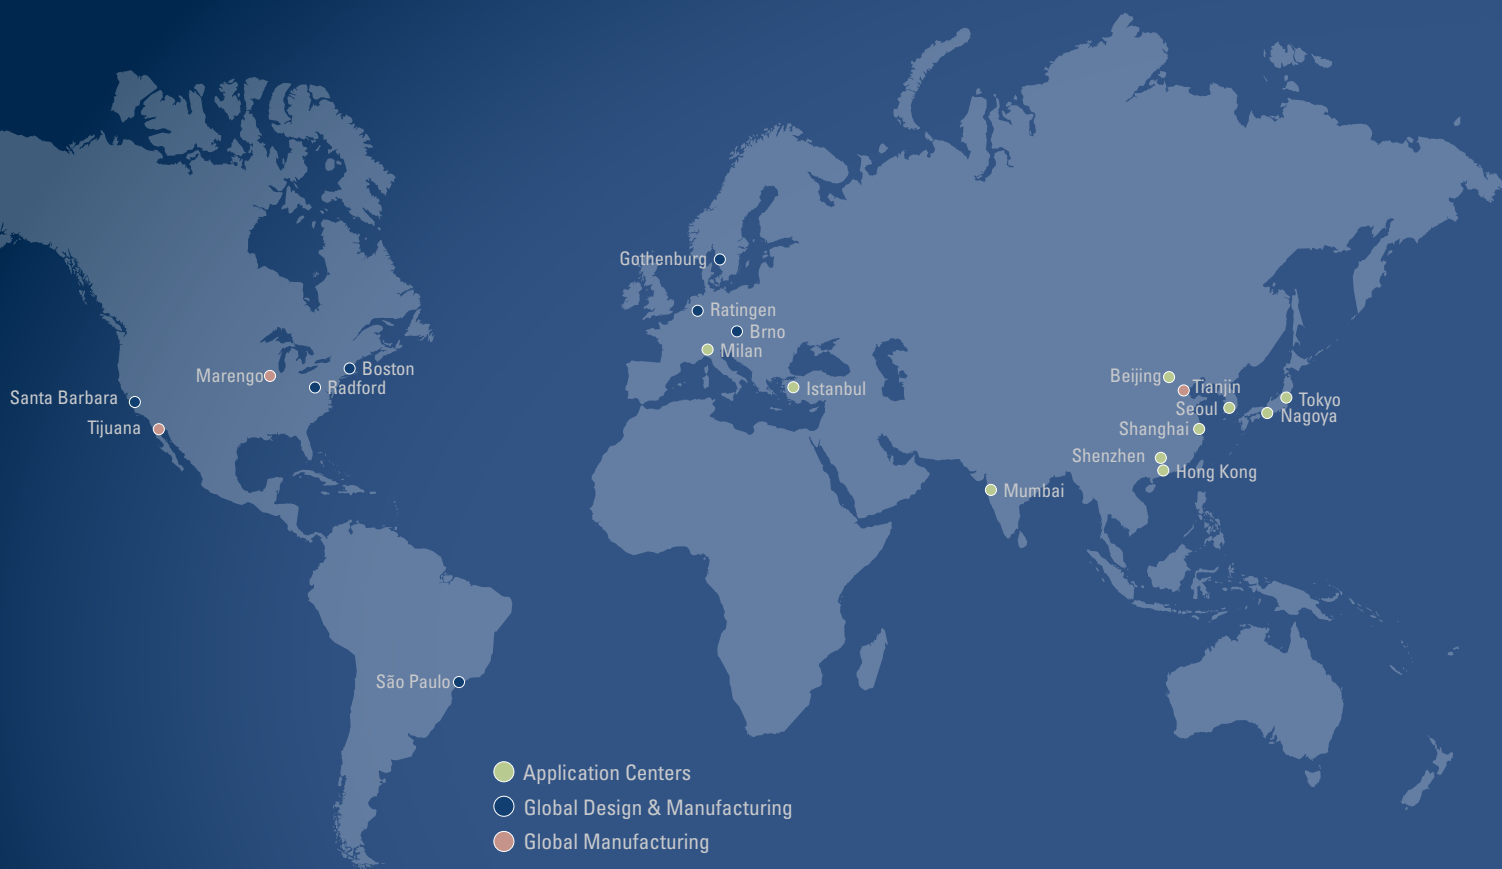 Gothenburg
Ratingen
Brno
Milan
Istanbul
Marengo
Boston
Radford
Santa Barbara
Tijuana
Beijing
Tianjin
Seoul
Tokyo
Nagoya
Shanghai
Shenzhen
Hong Kong
Mumbai
São Paulo
Application Centers
Global Design & Manufacturing
Global Manufacturing